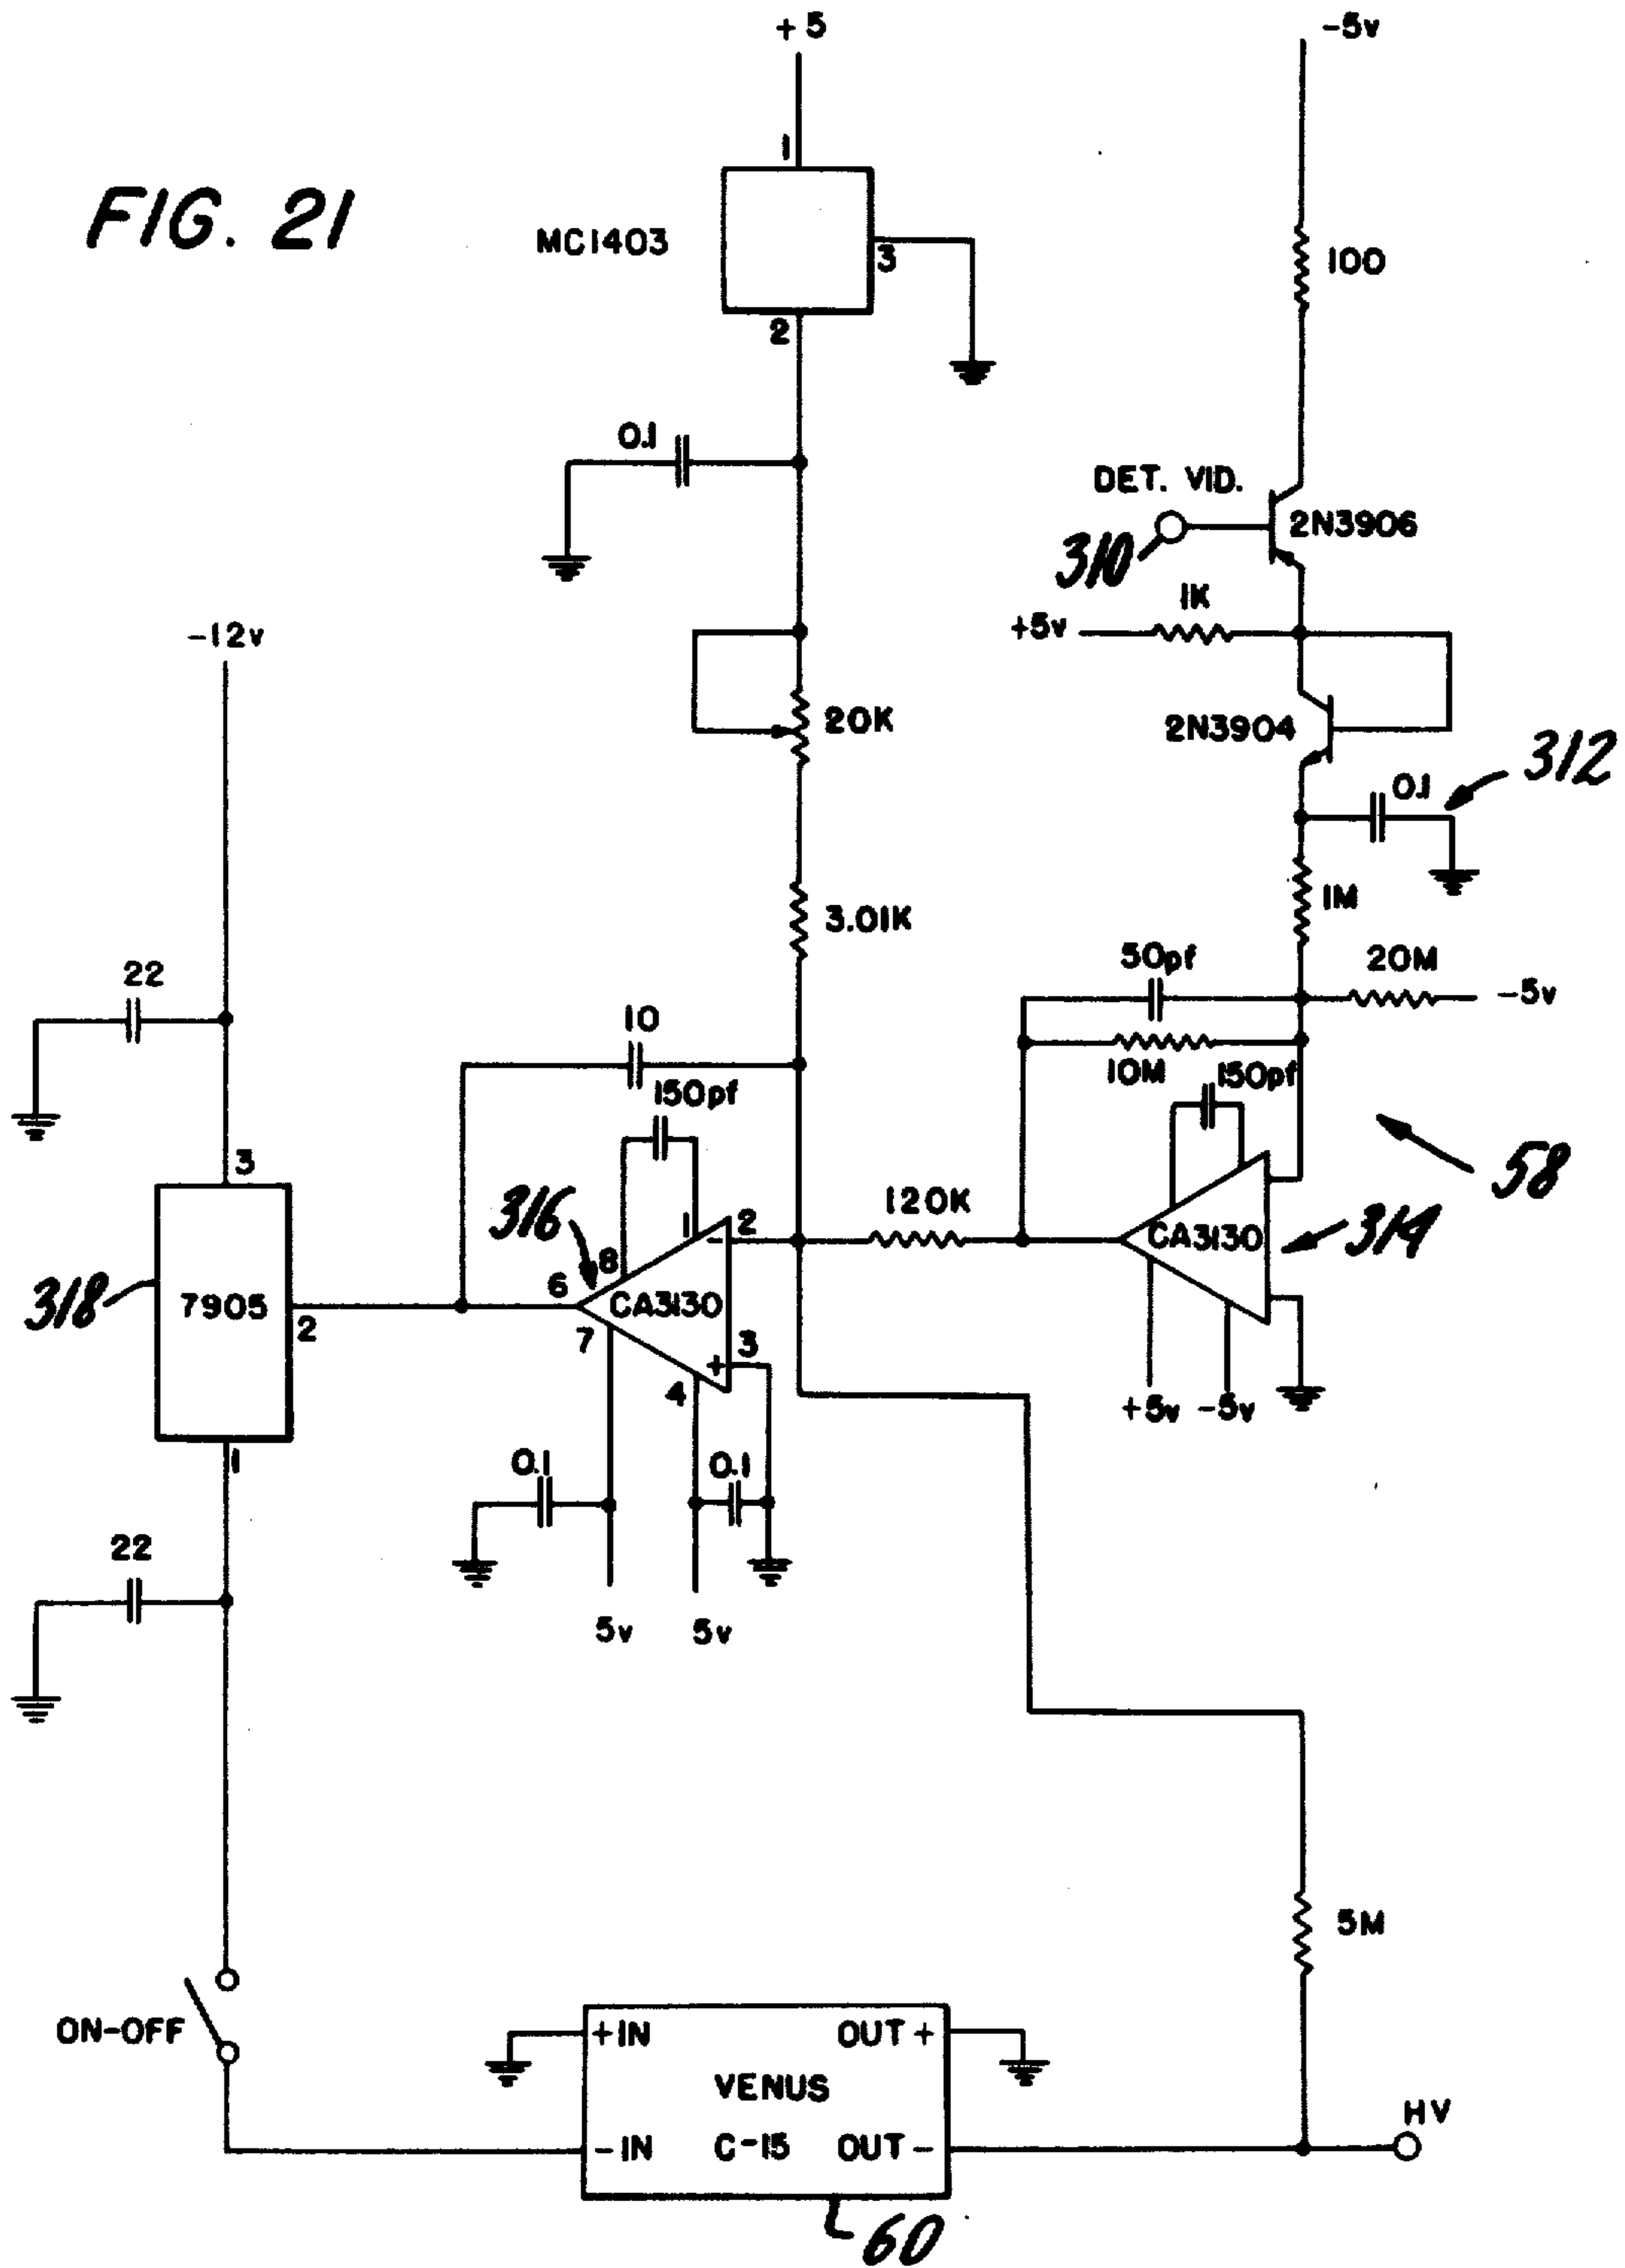 +5
-5v
FIG. 21
1
MC1403
3
2
100
0.1
DET. VID.
2N3906
310
1K
+5v
-12v
20K
2N3904
312
0.1
3.01K
1M
22
50pf
20M
-5v
10
10M
150pf
150pf
3
58
316
120K
1
2
-
CA3130
314
8
6
318
7905
2
CA3130
7
3
+
4
+5v
-5v
1
0.1
0.1
22
5v
5v
5M
ON-OFF
+IN
OUT +
VENUS
HV
-IN
C-15
OUT -
60